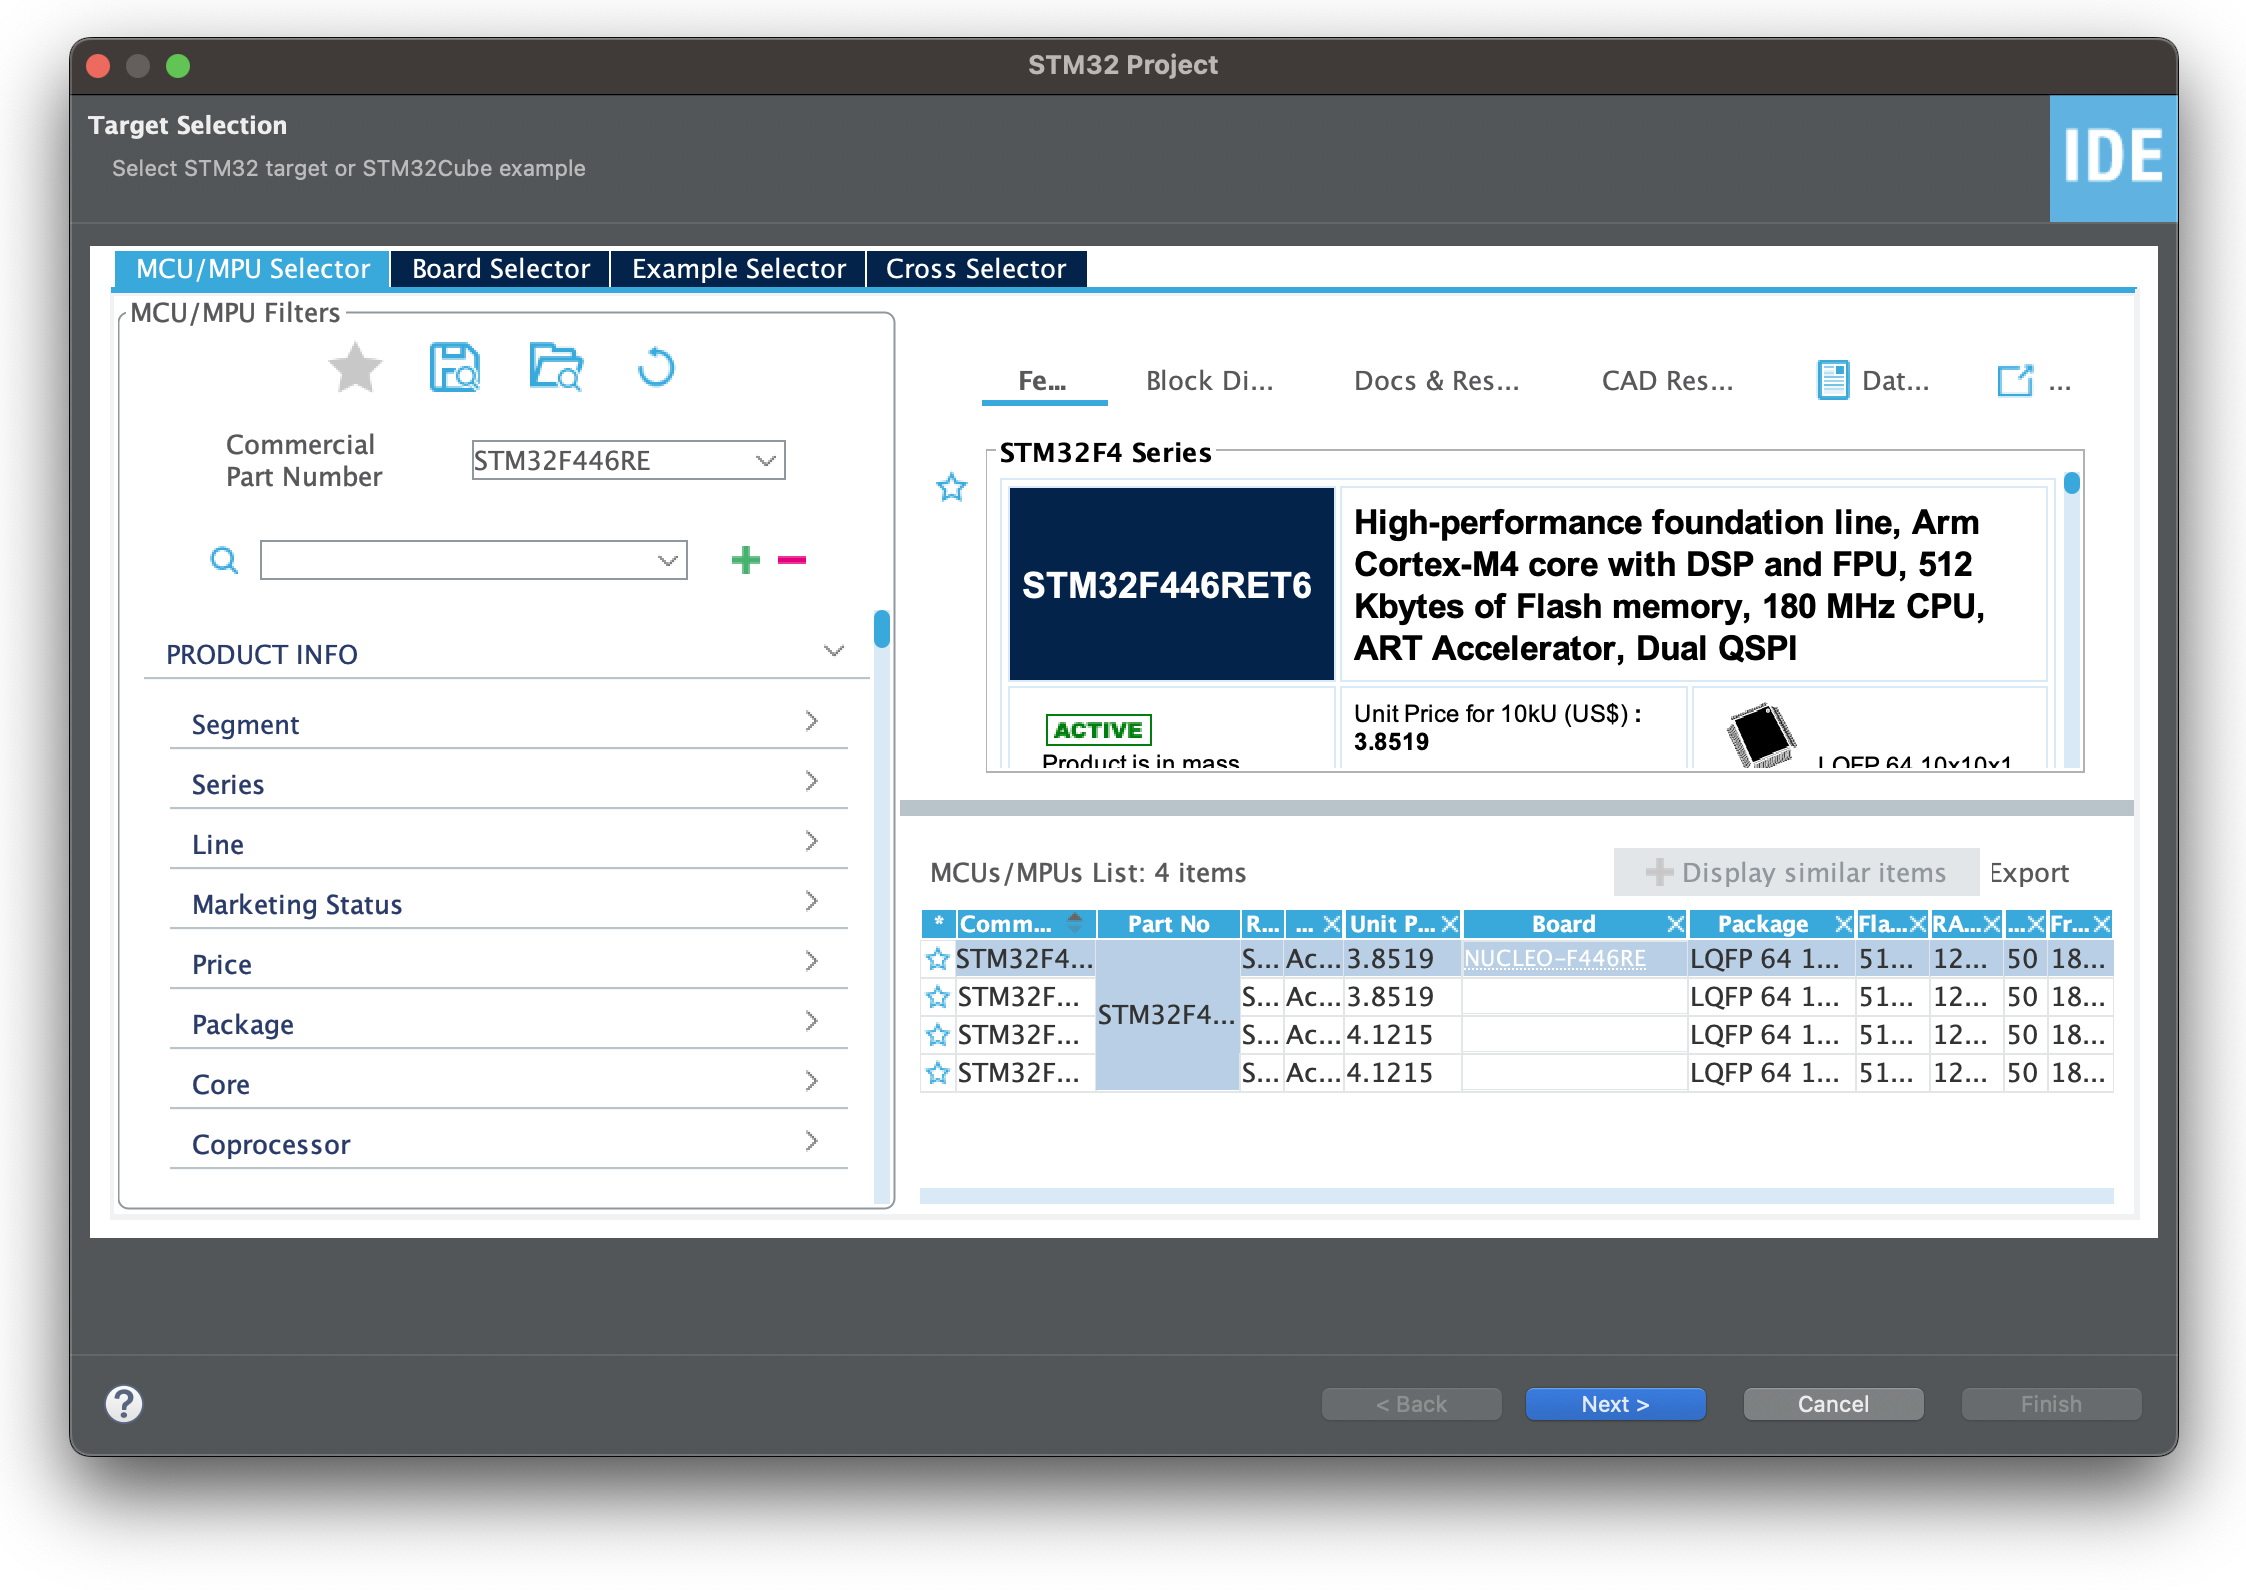 STM32 Project
Target Selection
Select STM32 target or STM32Cube example
IDE
MCU/MPU Selector
Board Selector
Example Selector
Cross Selector
MCU/MPU Filters
Commercial
Part Number
STM32F446RE
PRODUCT INFO
Segment
Series
Line
Marketing Status
Price
Package
Core
Coprocessor
Fe...
Block Di...
Docs & Res...
CAD Res...
Dat...
...
STM32F4 Series
STM32F446RET6
High-performance foundation line, Arm
Cortex-M4 core with DSP and FPU, 512
Kbytes of Flash memory, 180 MHz CPU,
ART Accelerator, Dual QSPI
ACTIVE
Product is in mass
Unit Price for 10kU (US$) :
3.8519
LQFP 64 10x10x1
MCUs/MPUs List: 4 items
Display similar items
Export
* Comm... Part No R... ... Unit P... Board Package Fla... RA... ... Fr...
STM32F4... S... Ac... 3.8519 NUCLEO-F446RE LQFP 64 1... 51... 12... 50 18...
STM32F... S... Ac... 3.8519 LQFP 64 1... 51... 12... 50 18...
STM32F4...
STM32F... S... Ac... 4.1215 LQFP 64 1... 51... 12... 50 18...
STM32F... S... Ac... 4.1215 LQFP 64 1... 51... 12... 50 18...
?
< Back
Next >
Cancel
Finish